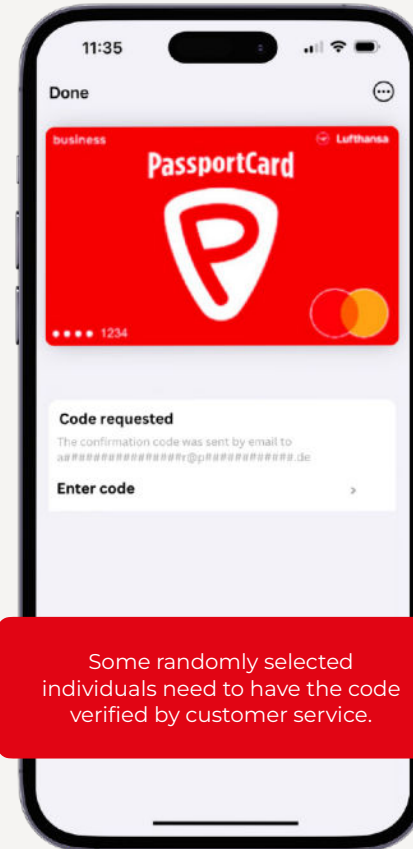 11:35
Done
business
Lufthansa
PassportCard
P
•••• 1234
Code requested
The confirmation code was sent by email to
a################r@p############.de
Enter code
Some randomly selected
individuals need to have the code
verified by customer service.